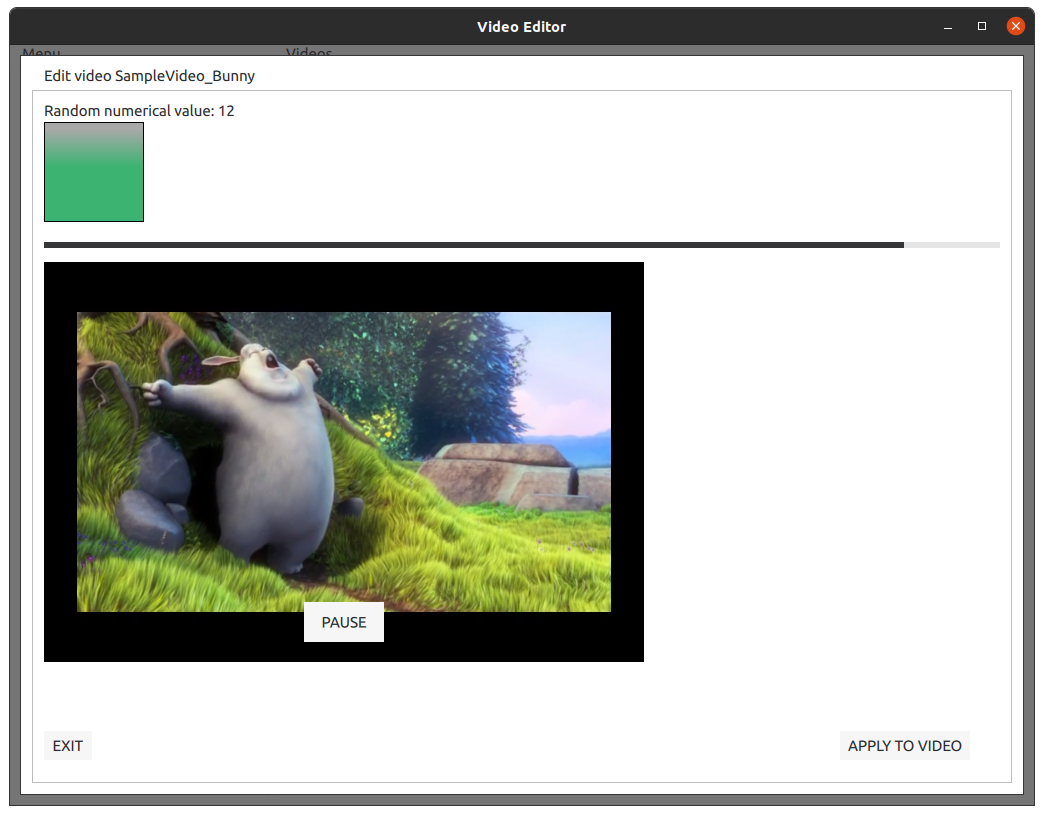 Video Editor
Menu Videos
Edit video SampleVideo_Bunny
Random numerical value: 12
PAUSE
EXIT APPLY TO VIDEO